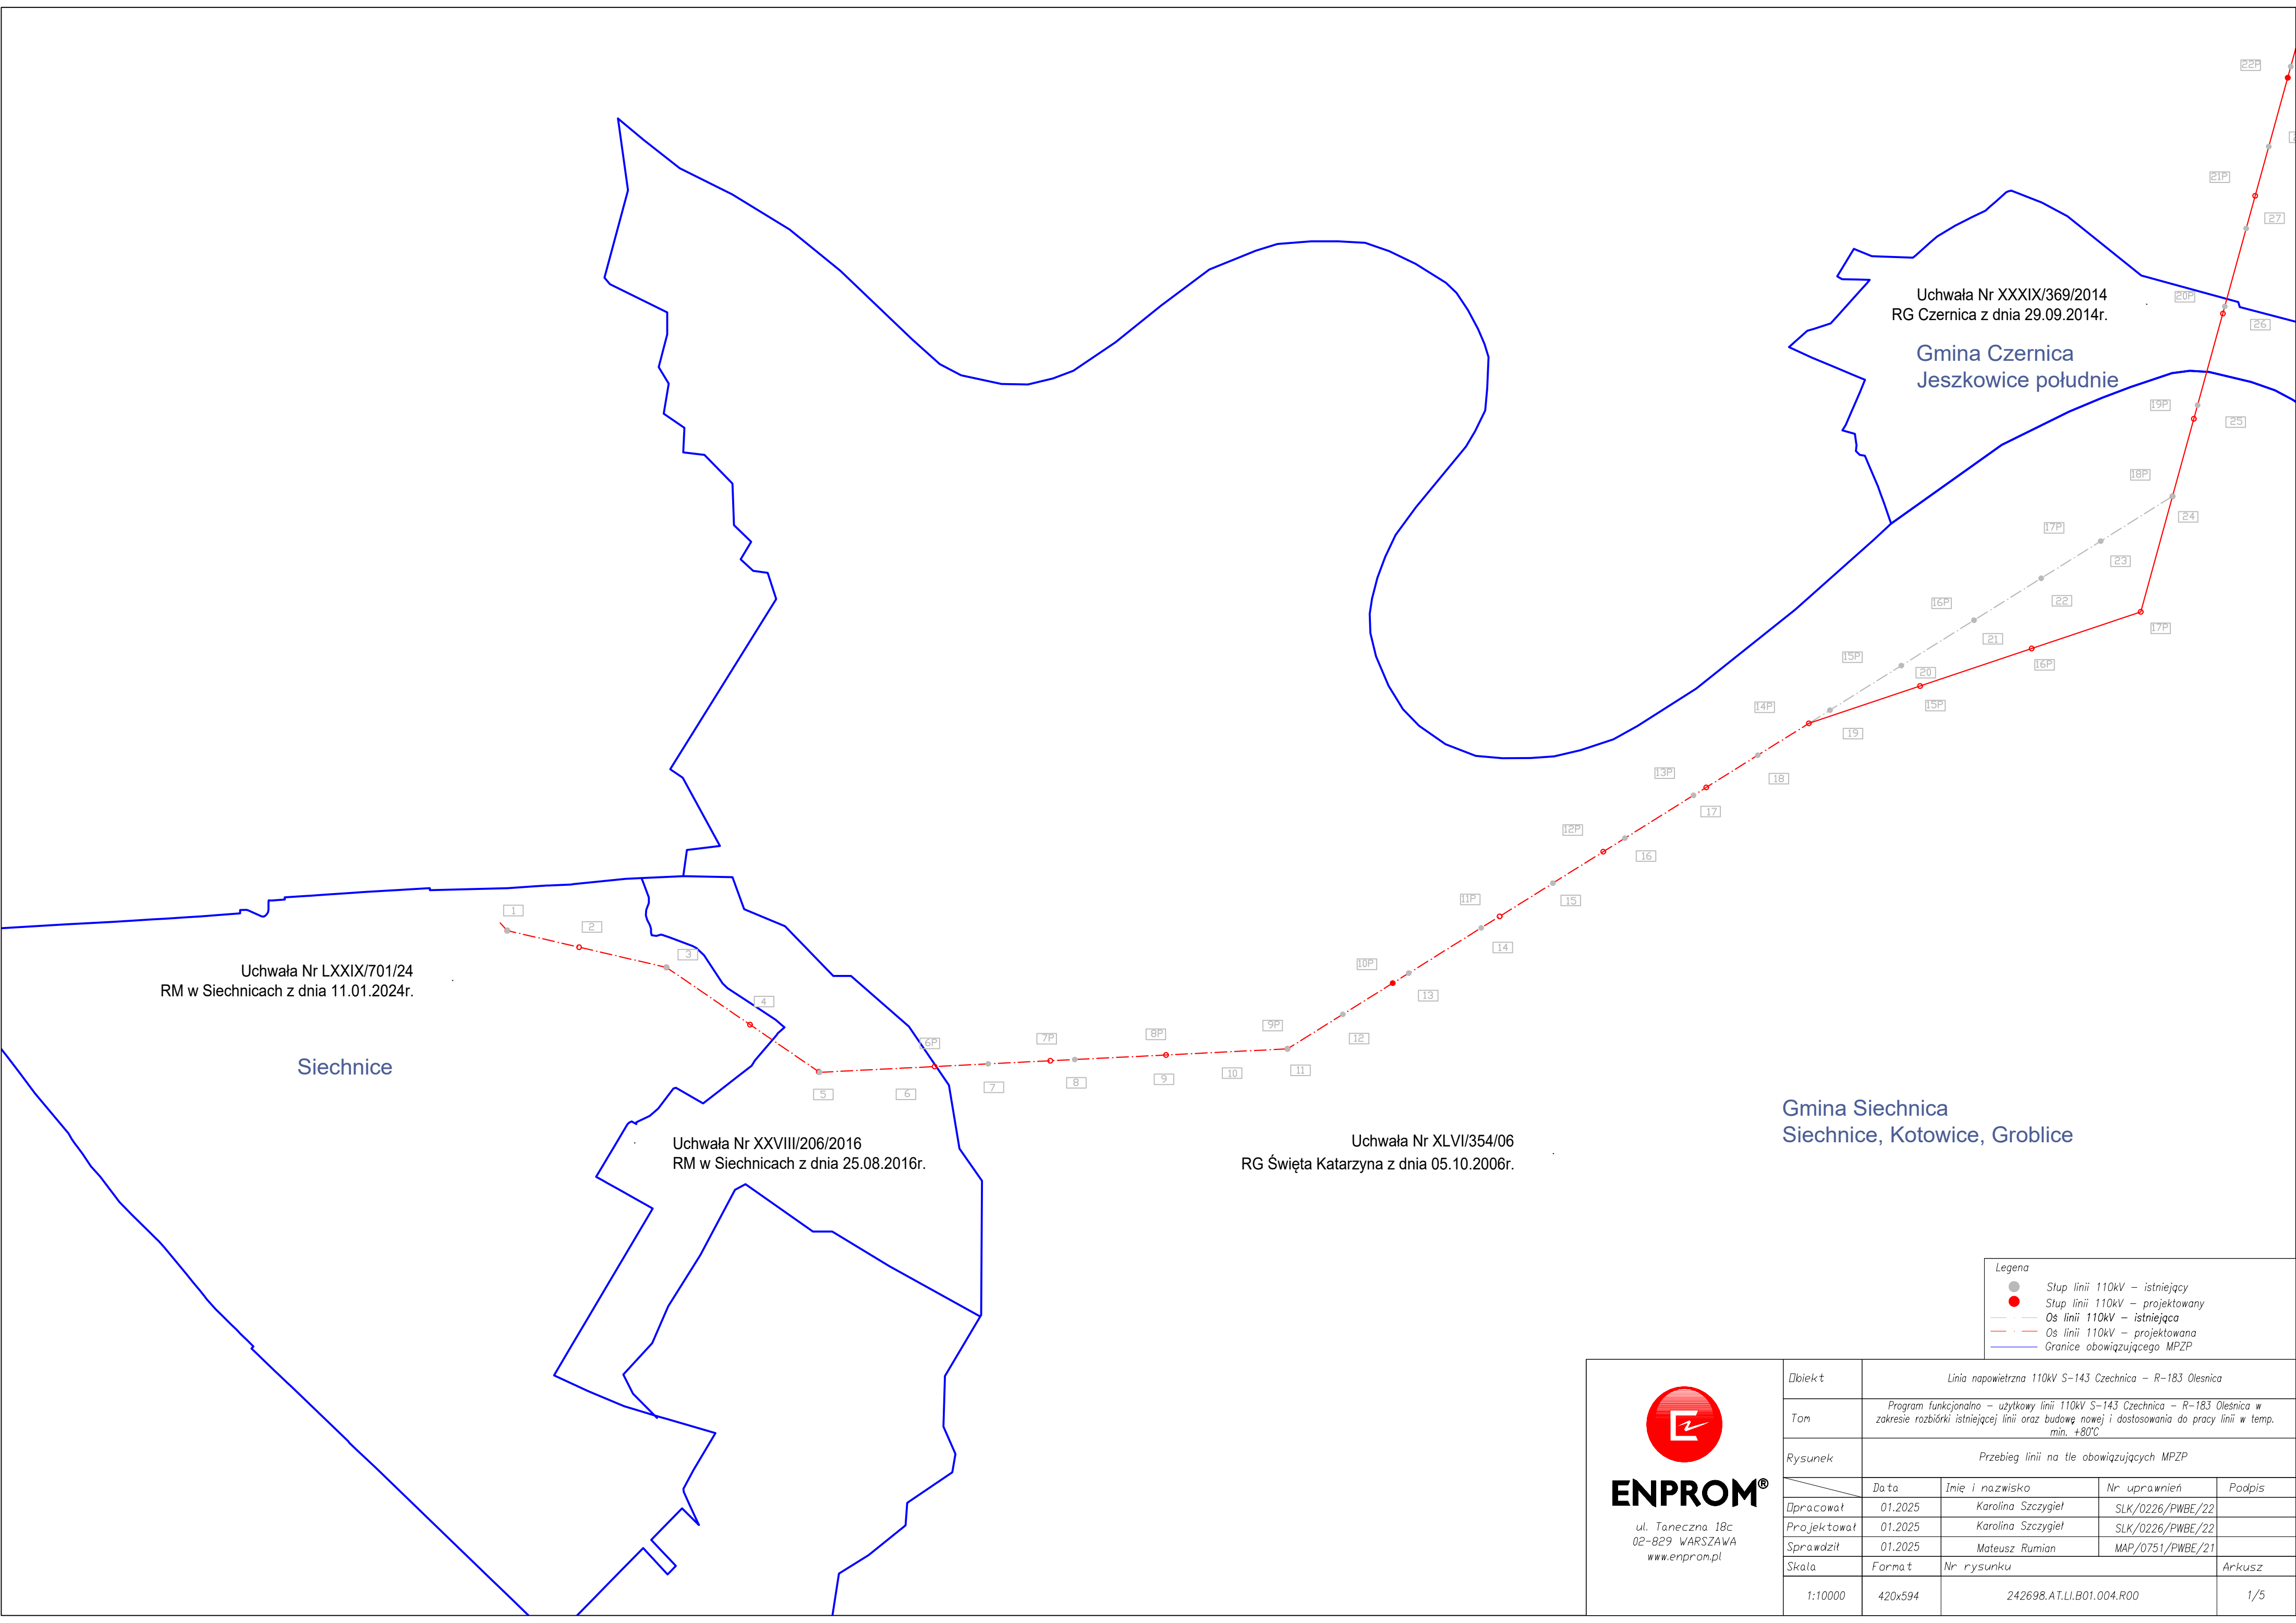 22P
21P
27
Uchwała Nr XXXIX/369/2014
RG Czernica z dnia 29.09.2014r.
20P
26
Gmina Czernica
Jeszkowice południe
19P
25
18P
24
17P
23
16P
22
17P
21
15P
16P
20
15P
14P
19
13P
18
17
12P
16
11P
15
14
10P
13
1
2
3
4
Uchwała Nr LXXIX/701/24
RM w Siechnicach z dnia 11.01.2024r.
9P
8P
7P
6P
12
11
10
9
8
7
6
5
Siechnice
Uchwała Nr XXVIII/206/2016
RM w Siechnicach z dnia 25.08.2016r.
Uchwała Nr XLVI/354/06
RG Święta Katarzyna z dnia 05.10.2006r.
Gmina Siechnica
Siechnice, Kotowice, Groblice
Legena
Słup linii 110kV – istniejący
Słup linii 110kV – projektowany
Oś linii 110kV – istniejąca
Oś linii 110kV – projektowana
Granice obowiązującego MPZP
ENPROM®
ul. Taneczna 18c
02-829 WARSZAWA
www.enprom.pl
Obiekt
Linia napowietrzna 110kV S-143 Czechnica – R-183 Olesnica
Tom
Program funkcjonalno – użytkowy linii 110kV S-143 Czechnica – R-183 Oleśnica w
zakresie rozbiórki istniejącej linii oraz budowę nowej i dostosowania do pracy linii w temp.
min. +80°C
Rysunek
Przebieg linii na tle obowiązujących MPZP
Data Imię i nazwisko Nr uprawnień Podpis
Opracował 01.2025 Karolina Szczygieł SLK/0226/PWBE/22
Projektował 01.2025 Karolina Szczygieł SLK/0226/PWBE/22
Sprawdził 01.2025 Mateusz Rumian MAP/0751/PWBE/21
Skala Format Nr rysunku Arkusz
1:10000 420x594 242698.AT.LI.B01.004.R00 1/5